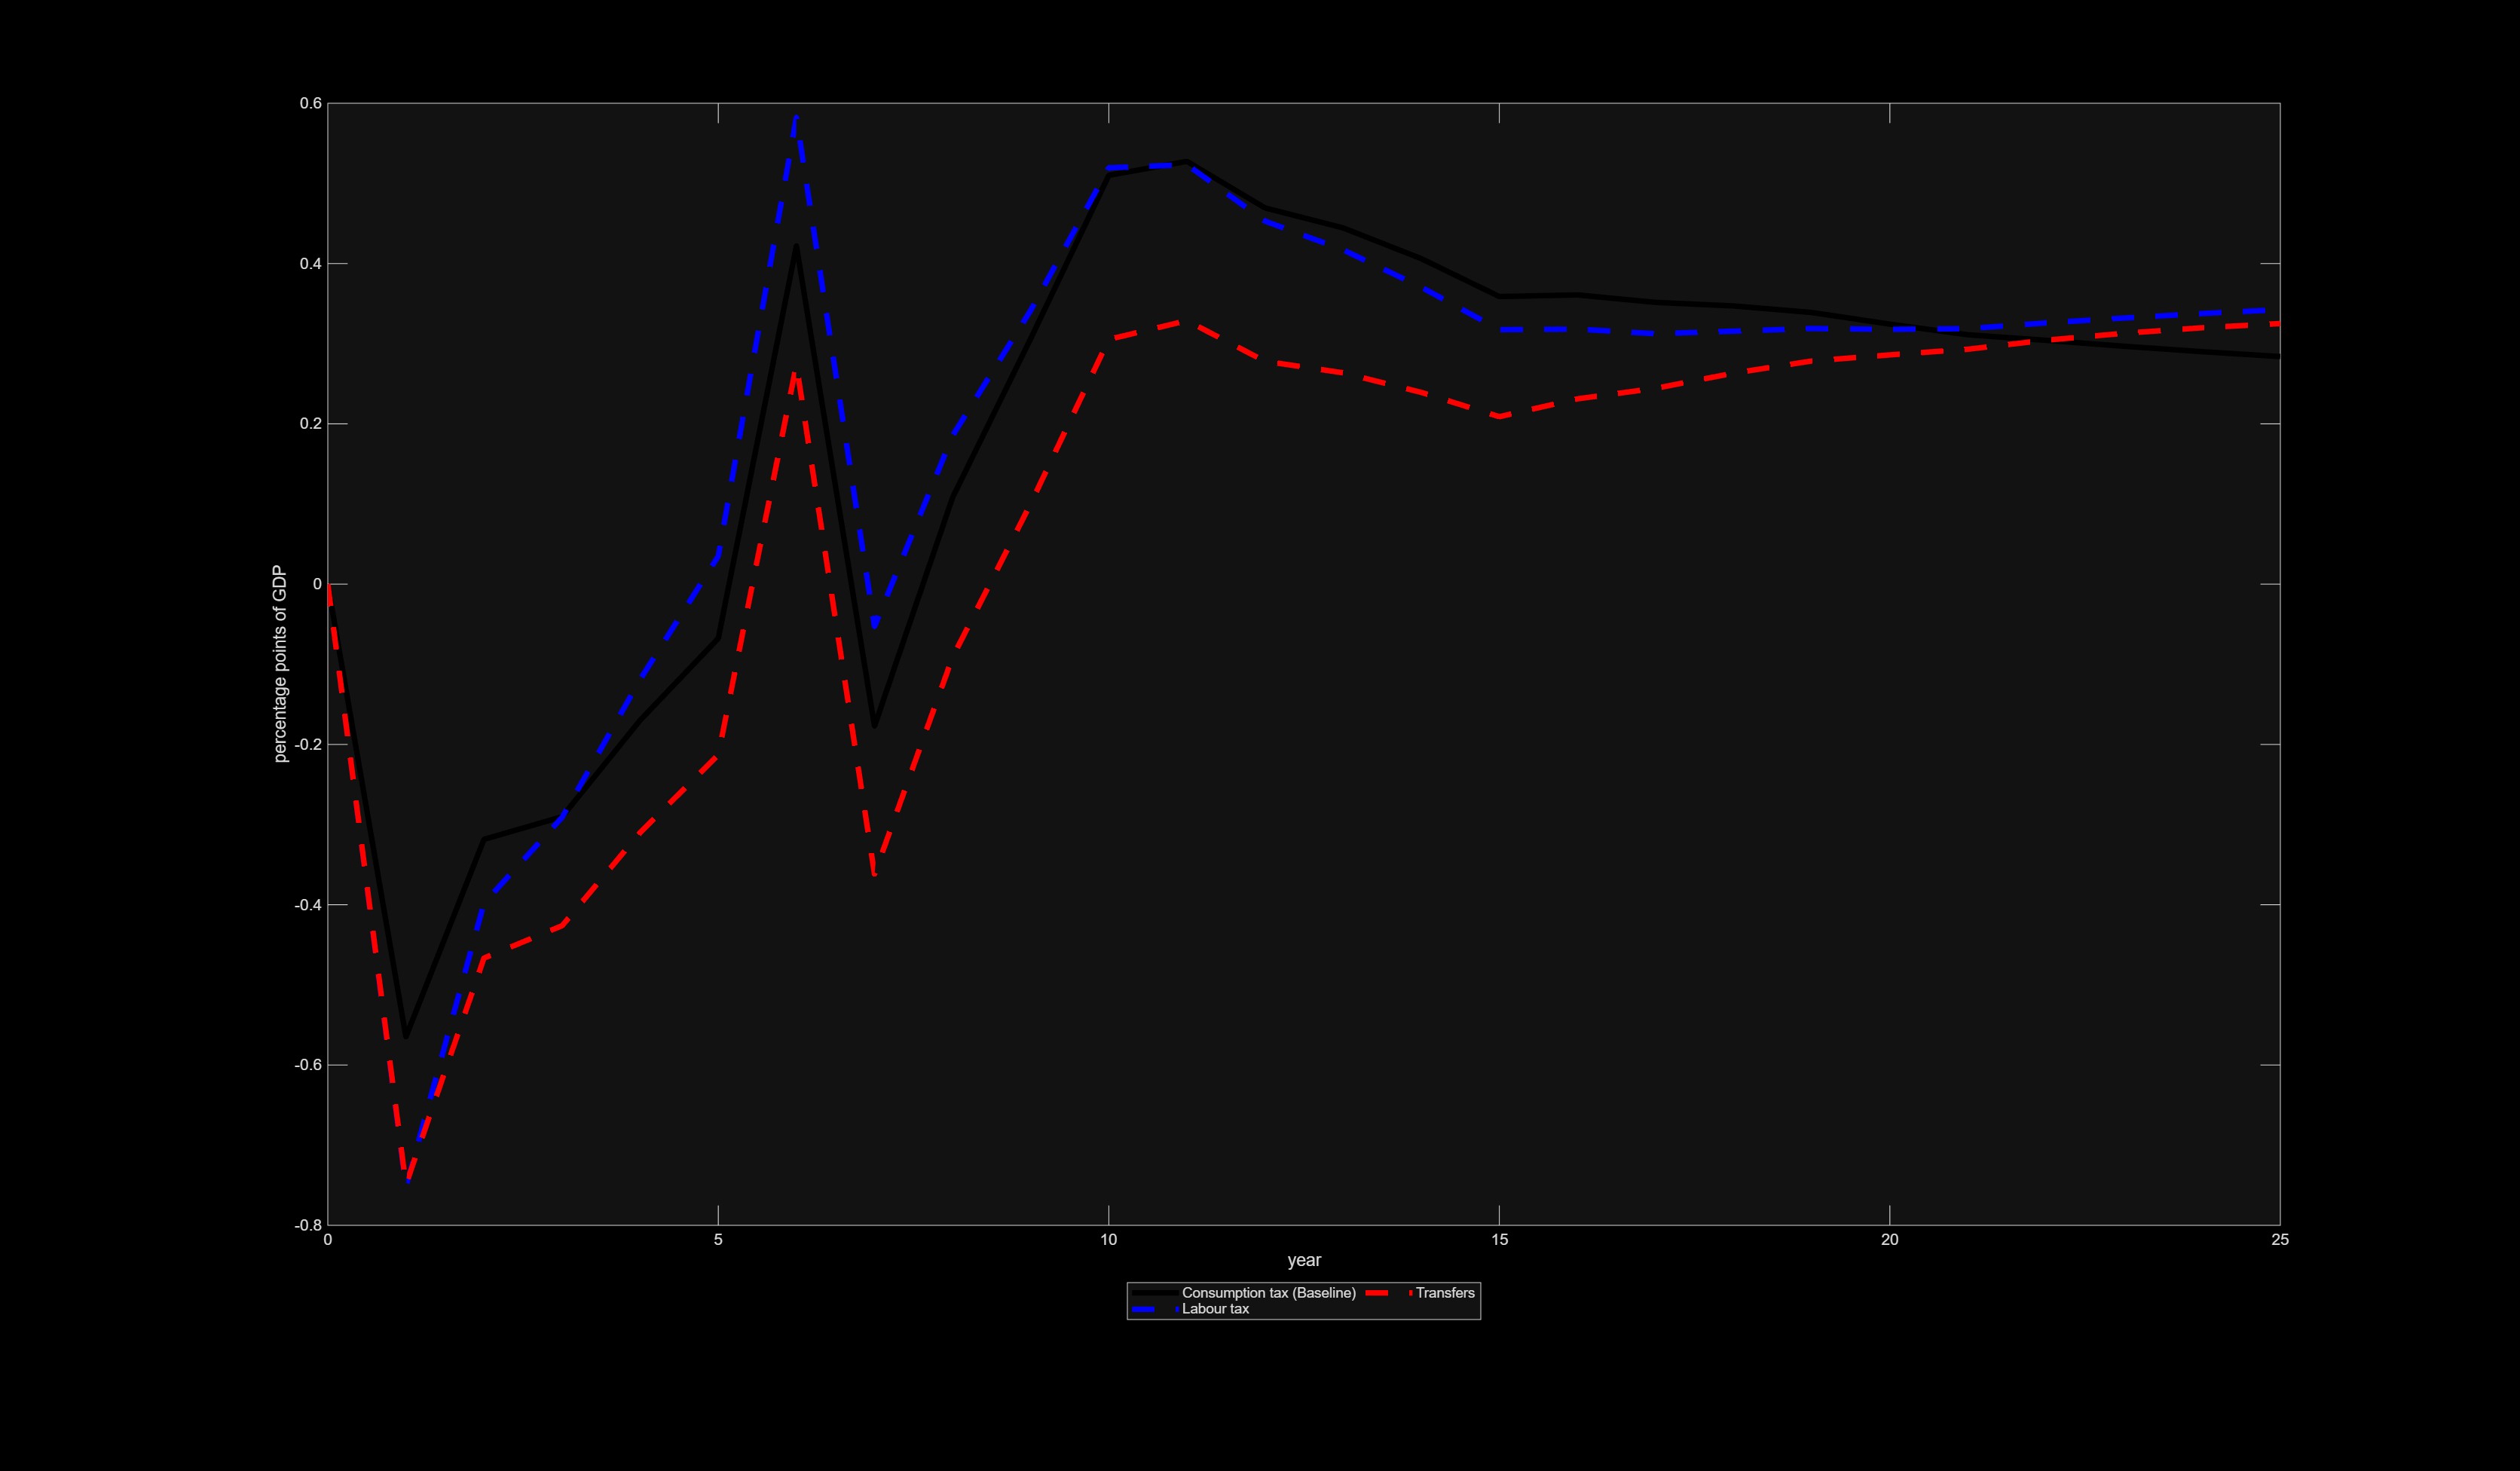 0.6
0.4
0.2
0
-0.2
-0.4
-0.6
-0.8
percentage points of GDP
0 5 10 15 20 25
year
Consumption tax (Baseline) Transfers
Labour tax